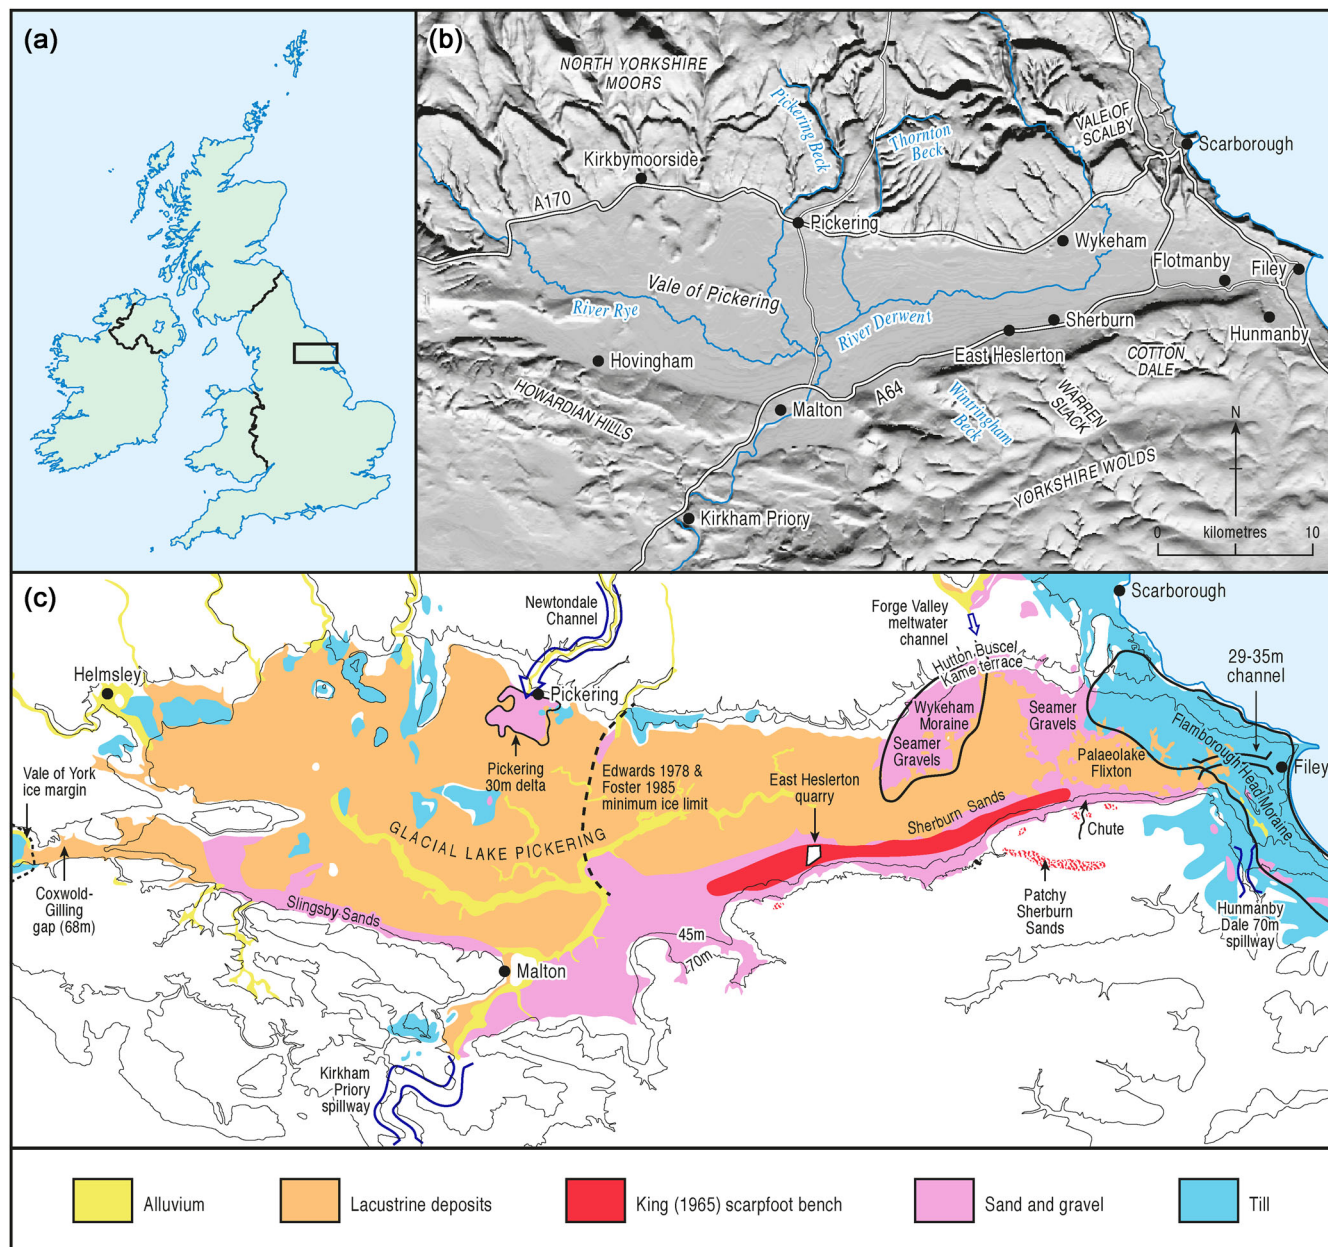 (a)
(b)
NORTH YORKSHIRE
MOORS
Pickering Beck
Thornton
Beck
VALE OF
SCALBY
Scarborough
Kirkbymoorside
A170
Pickering
Wykeham
Flotmanby
Filey
Vale of Pickering
River Rye
River Derwent
Sherburn
Hunmanby
East Heslerton
Hovingham
COTTON
DALE
HOWARDIAN HILLS
Malton
A64
Wintringham
Beck
WARREN
SLACK
N
YORKSHIRE WOLDS
Kirkham Priory
0 kilometres 10
(c)
Newtondale
Channel
Forge Valley
meltwater
channel
Scarborough
Hutton Buscel
Kame terrace
29-35m
channel
Helmsley
Pickering
Wykeham
Moraine
Seamer
Gravels
Seamer
Gravels
Flamborough Head Moraine
Filey
Vale of York
ice margin
Pickering
30m delta
Edwards 1978 &
Foster 1985
minimum ice limit
East Heslerton
quarry
Palaeolake
Flixton
GLACIAL LAKE PICKERING
Sherburn Sands
Chute
Coxwold-
Gilling
gap (68m)
Slingsby Sands
Patchy
Sherburn
Sands
Hunmanby
Dale 70m
spillway
45m
70m
Malton
Kirkham
Priory
spillway
Alluvium
Lacustrine deposits
King (1965) scarpfoot bench
Sand and gravel
Till